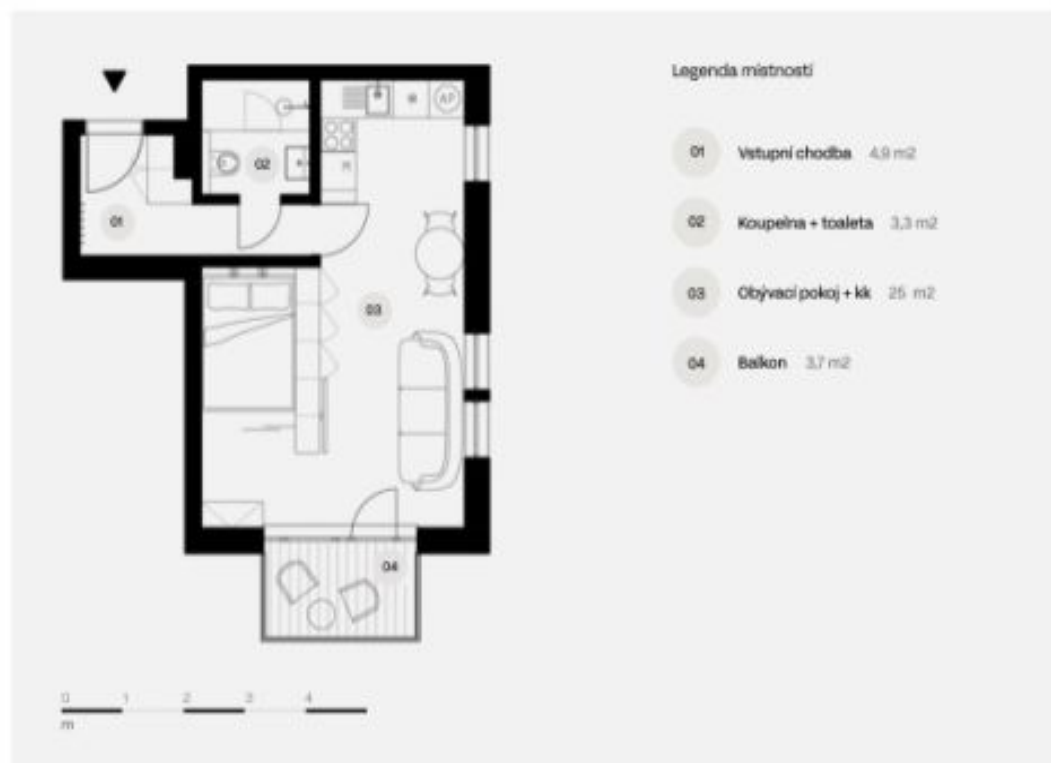 Legenda místností
01 Vstupní chodba 4,9 m2
02 Koupelna + toaleta 3,3 m2
03 Obývací pokoj + kk 25 m2
04 Balkon 3,7 m2
AP
02
01
03
04
0 1 2 3 4
m